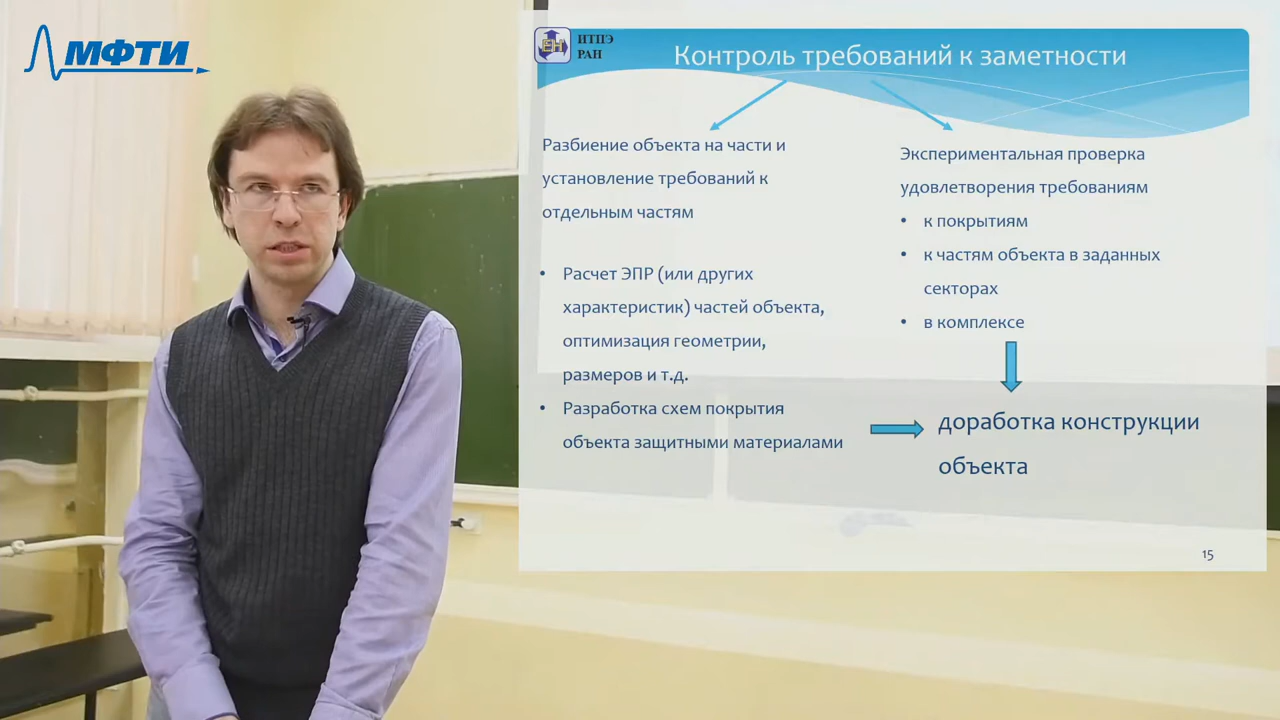 МФТИ
ИТПЭ
РАН
Контроль требований к заметности
Разбиение объекта на части и
установление требований к
отдельным частям
• Расчет ЭПР (или других
характеристик) частей объекта,
оптимизация геометрии,
размеров и т.д.
• Разработка схем покрытия
объекта защитными материалами
Экспериментальная проверка
удовлетворения требованиям
• к покрытиям
• к частям объекта в заданных
секторах
• в комплексе
доработка конструкции
объекта
15